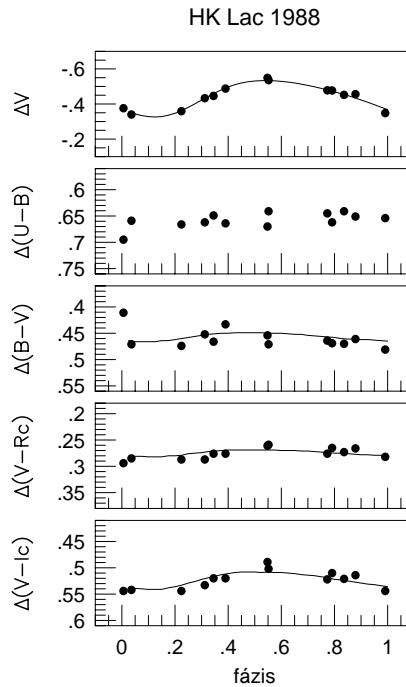 HK Lac 1988
ΔV
-.6
-.4
-.2
Δ(U-B)
.6
.65
.7
.75
Δ(B-V)
.4
.45
.5
.55
Δ(V-Rc)
.2
.25
.3
.35
Δ(V-Ic)
.45
.5
.55
.6
0 .2 .4 .6 .8 1
fázis